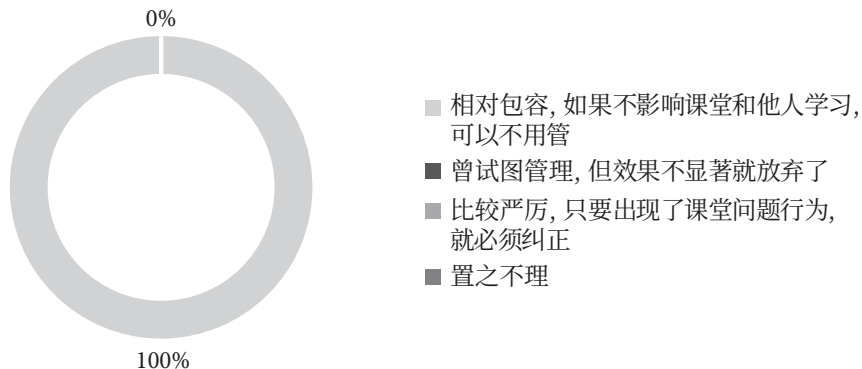 0%
100%
相对包容, 如果不影响课堂和他人学习,
可以不用管
曾试图管理, 但效果不显著就放弃了
比较严厉, 只要出现了课堂问题行为,
就必须纠正
置之不理